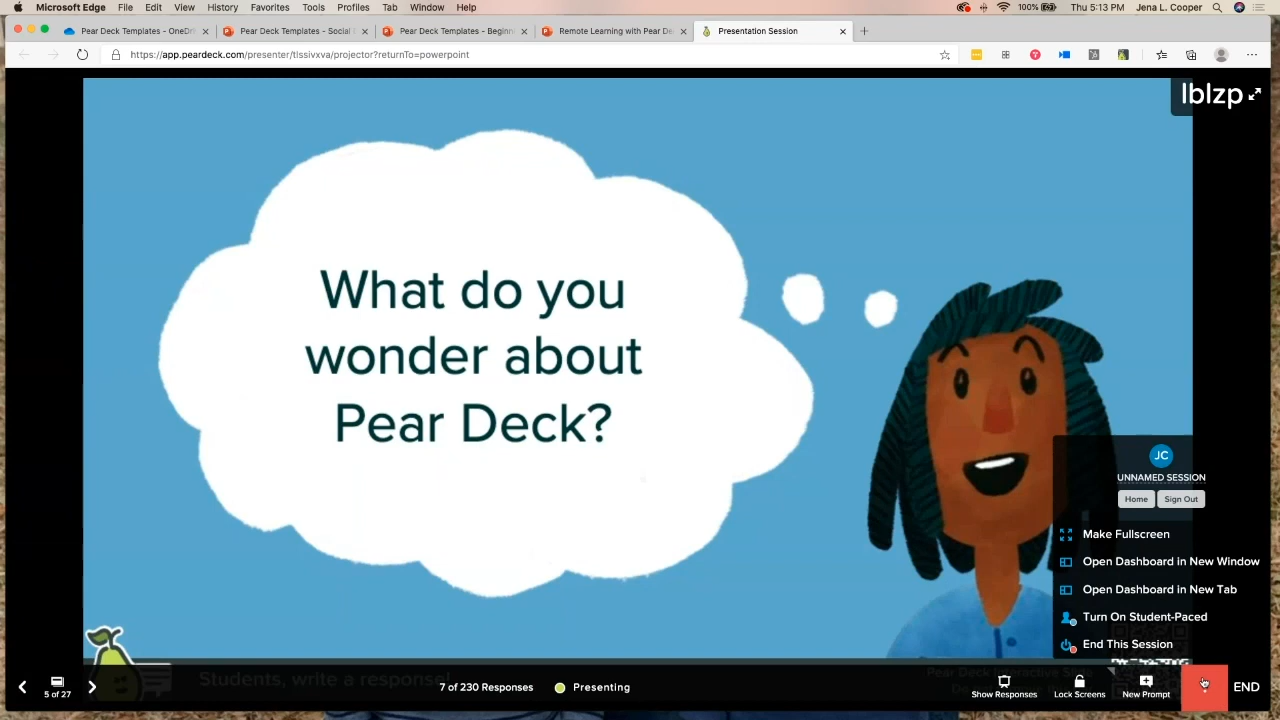 Microsoft Edge File Edit View History Favorites Tools Profiles Tab Window Help 100% Thu 5:13 PM Jena L. Cooper
Pear Deck Templates - OneDri
Pear Deck Templates - Social
Pear Deck Templates - Beginn
Remote Learning with Pear De
Presentation Session
https://app.peardeck.com/presenter/tlssivxva/projector?returnTo=powerpoint
lblzp
What do you
wonder about
Pear Deck?
JC
UNNAMED SESSION
Home Sign Out
Make Fullscreen
Open Dashboard in New Window
Open Dashboard in New Tab
Turn On Student-Paced
End This Session
Students, write a response!
Pear Deck Interactive Slide
5 of 27
7 of 230 Responses
Presenting
Show Responses
Lock Screens
New Prompt
END